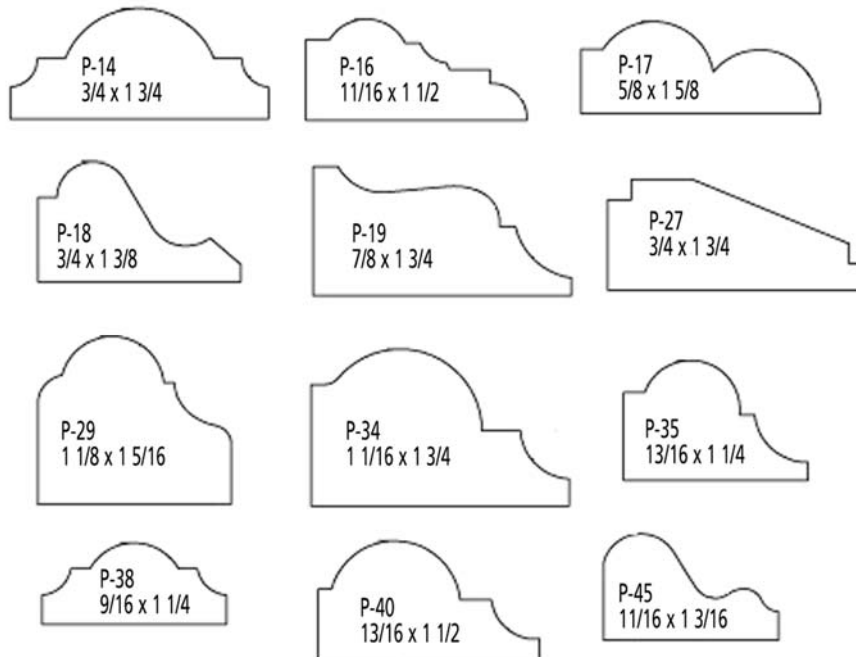 P-14
3/4 x 1 3/4
P-16
11/16 x 1 1/2
P-17
5/8 x 1 5/8
P-18
3/4 x 1 3/8
P-19
7/8 x 1 3/4
P-27
3/4 x 1 3/4
P-29
1 1/8 x 1 5/16
P-34
1 1/16 x 1 3/4
P-35
13/16 x 1 1/4
P-38
9/16 x 1 1/4
P-40
13/16 x 1 1/2
P-45
11/16 x 1 3/16